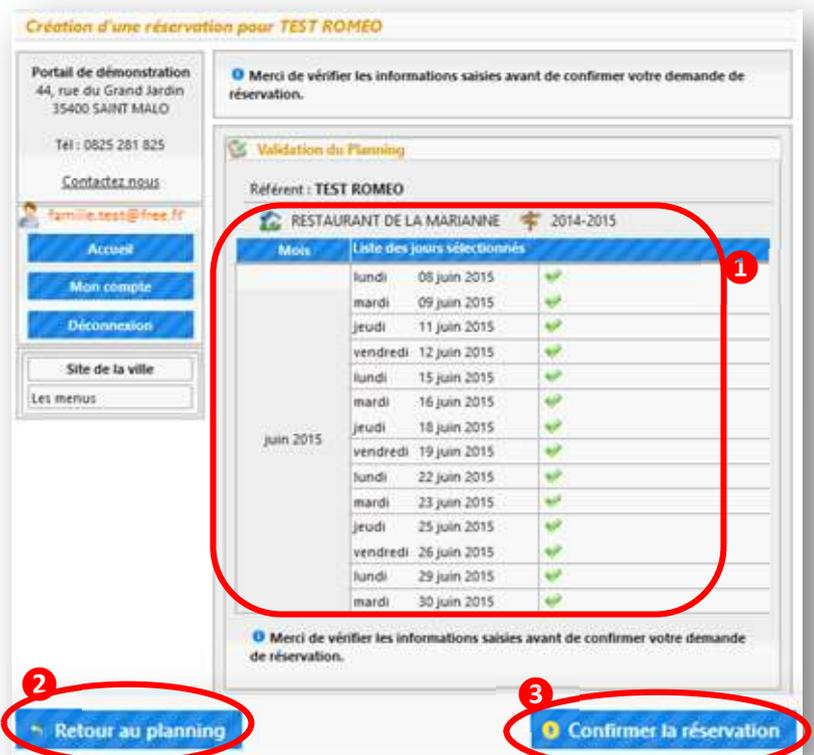 Création d'une réservation pour TEST ROMEO
Portail de démonstration
44, rue du Grand Jardin
35400 SAINT MALO
Tél : 0825 281 825
Contactez nous
famille.test@free.fr
Accueil
Mon compte
Déconnexion
Site de la ville
Les menus
Merci de vérifier les informations saisies avant de confirmer votre demande de
réservation.
Validation du Planning
Référent : TEST ROMEO
RESTAURANT DE LA MARIANNE 2014-2015
Mois Liste des jours sélectionnés
1
lundi 08 juin 2015
mardi 09 juin 2015
jeudi 11 juin 2015
vendredi 12 juin 2015
lundi 15 juin 2015
mardi 16 juin 2015
jeudi 18 juin 2015
juin 2015
vendredi 19 juin 2015
lundi 22 juin 2015
mardi 23 juin 2015
jeudi 25 juin 2015
vendredi 26 juin 2015
lundi 29 juin 2015
mardi 30 juin 2015
Merci de vérifier les informations saisies avant de confirmer votre demande
de réservation.
2
Retour au planning
3
Confirmer la réservation